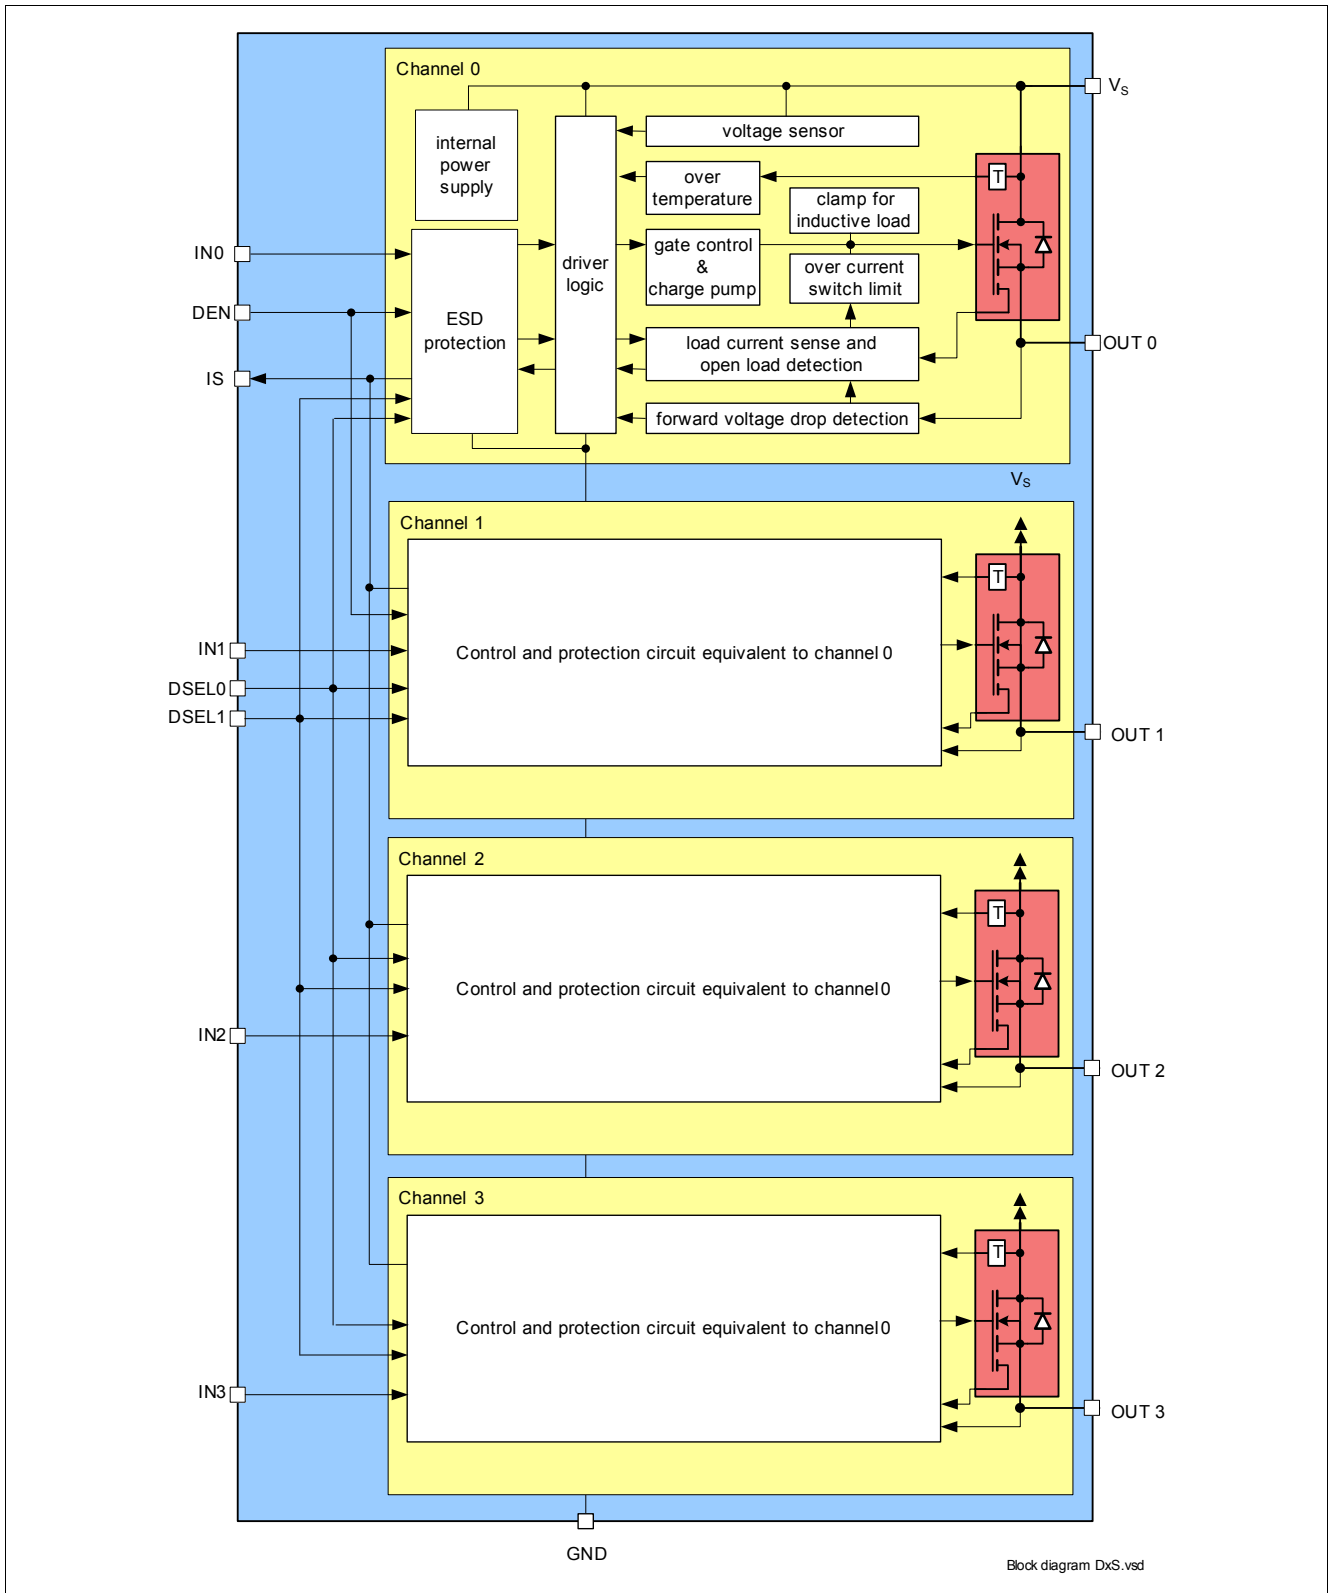 Channel 0
VS
internal
power
supply
voltage sensor
over
temperature
T
clamp for
inductive load
IN0
driver
logic
gate control
&
charge pump
over current
switch limit
DEN
ESD
protection
load current sense and
open load detection
OUT 0
IS
forward voltage drop detection
VS
Channel 1
T
IN1
Control and protection circuit equivalent to channel 0
DSEL0
DSEL1
OUT 1
Channel 2
T
Control and protection circuit equivalent to channel 0
IN2
OUT 2
Channel 3
T
Control and protection circuit equivalent to channel 0
IN3
OUT 3
GND
Block diagram DxS.vsd